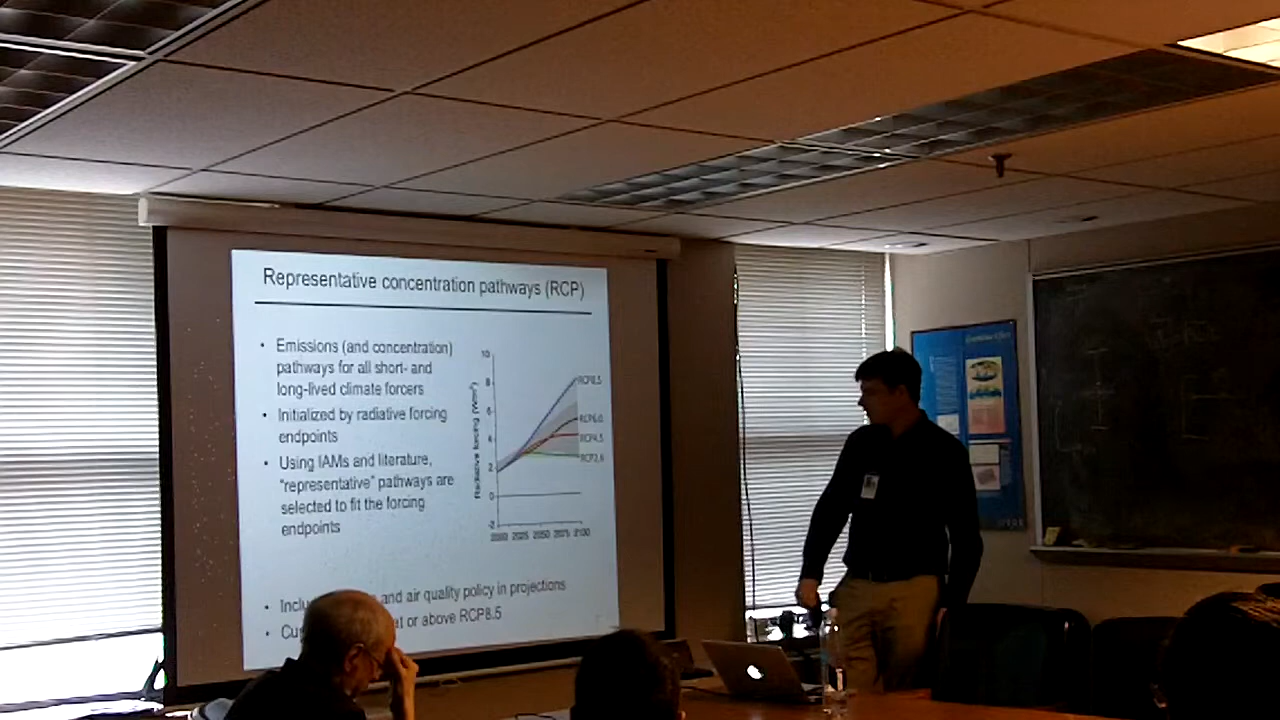 Representative concentration pathways (RCP)
• Emissions (and concentration)
pathways for all short- and
long-lived climate forcers
• Initialized by radiative forcing
endpoints
• Using IAMs and literature,
“representative” pathways are
selected to fit the forcing
endpoints
10
8
6
4
2
0
-2
Radiative forcing (W/m²)
RCP8.5
RCP6.0
RCP4.5
RCP2.6
2000 2025 2050 2075 2100
• and air quality policy in projections
• at or above RCP8.5